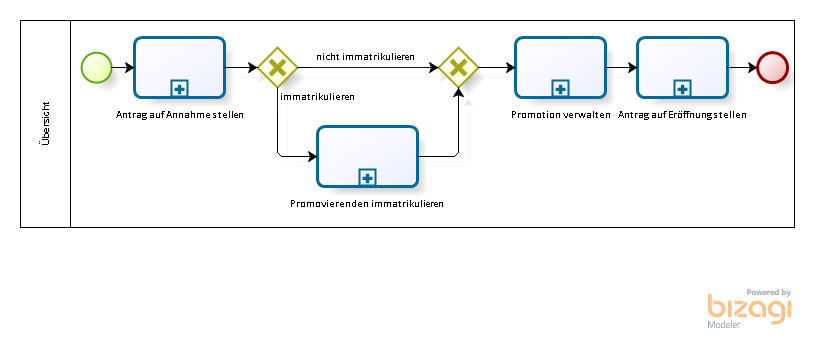 Übersicht
nicht immatrikulieren
immatrikulieren
Antrag auf Annahme stellen
Promotion verwalten
Antrag auf Eröffnung stellen
Promovierenden immatrikulieren
Powered by
bizagi
Modeler